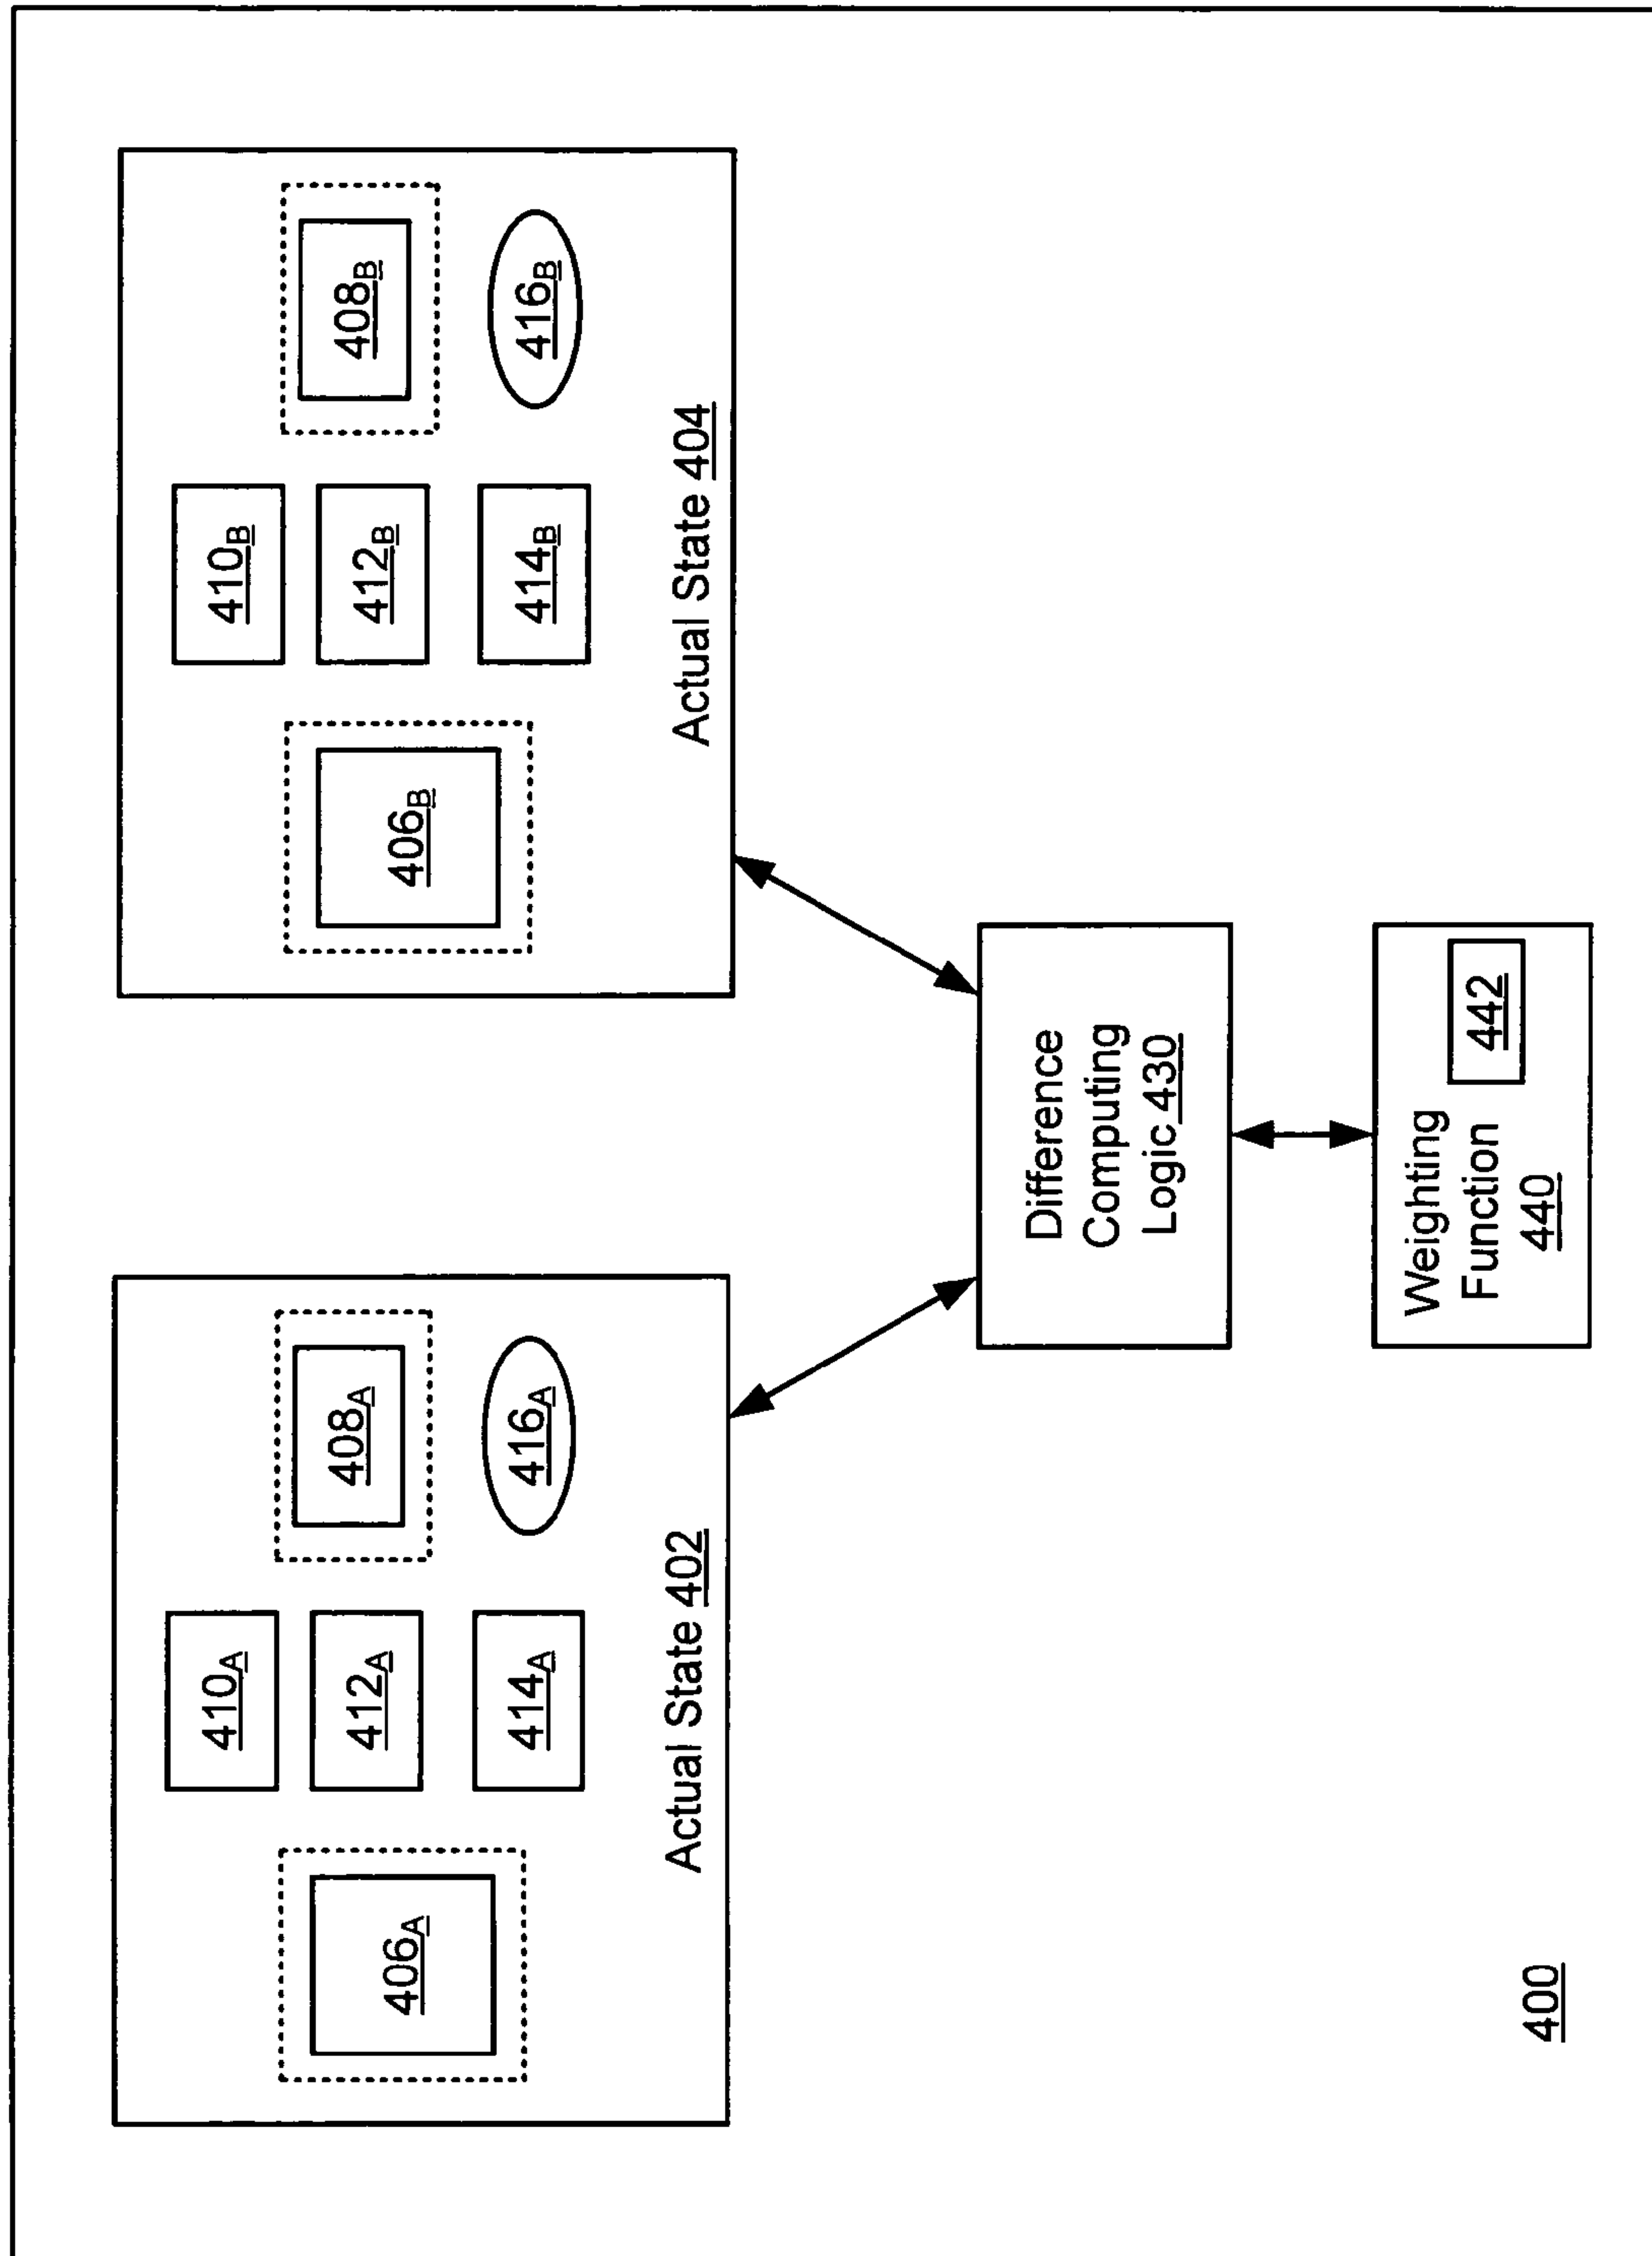 410A
408A
406A
412A
414A
416A
Actual State 402
410B
408B
406B
412B
414B
416B
Actual State 404
Difference
Computing
Logic 430
Weighting
Function
440
442
400